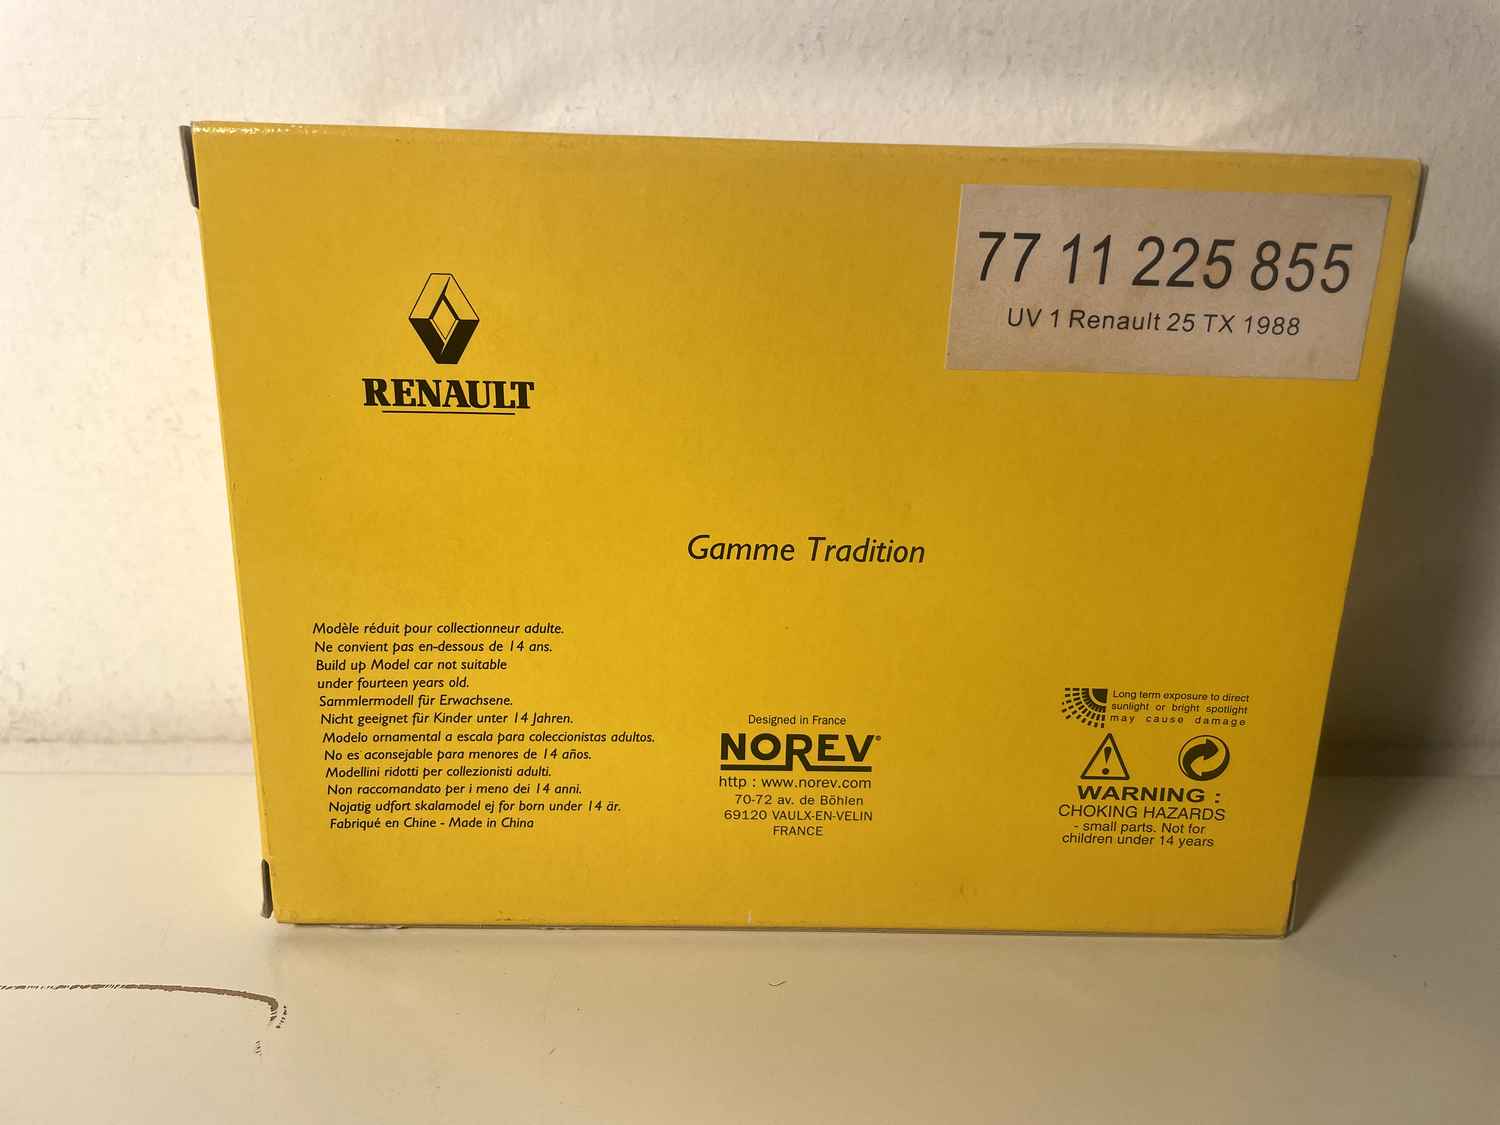 77 11 225 855
UV 1 Renault 25 TX 1988
RENAULT
Gamme Tradition
Modèle réduit pour collectionneur adulte.
Ne convient pas en-dessous de 14 ans.
Build up Model car not suitable
under fourteen years old.
Sammlermodell für Erwachsene.
Nicht geeignet für Kinder unter 14 Jahren.
Modelo ornamental a escala para coleccionistas adultos.
No es aconsejable para menores de 14 años.
Modellini ridotti per collezionisti adulti.
Non raccomandato per i meno dei 14 anni.
Nojatig udfort skalamodel ej for born under 14 är.
Fabriqué en Chine - Made in China
Designed in France
NOREV®
http : www.norev.com
70-72 av. de Böhlen
69120 VAULX-EN-VELIN
FRANCE
Long term exposure to direct
sunlight or bright spotlight
may cause damage
WARNING :
CHOKING HAZARDS
- small parts. Not for
children under 14 years